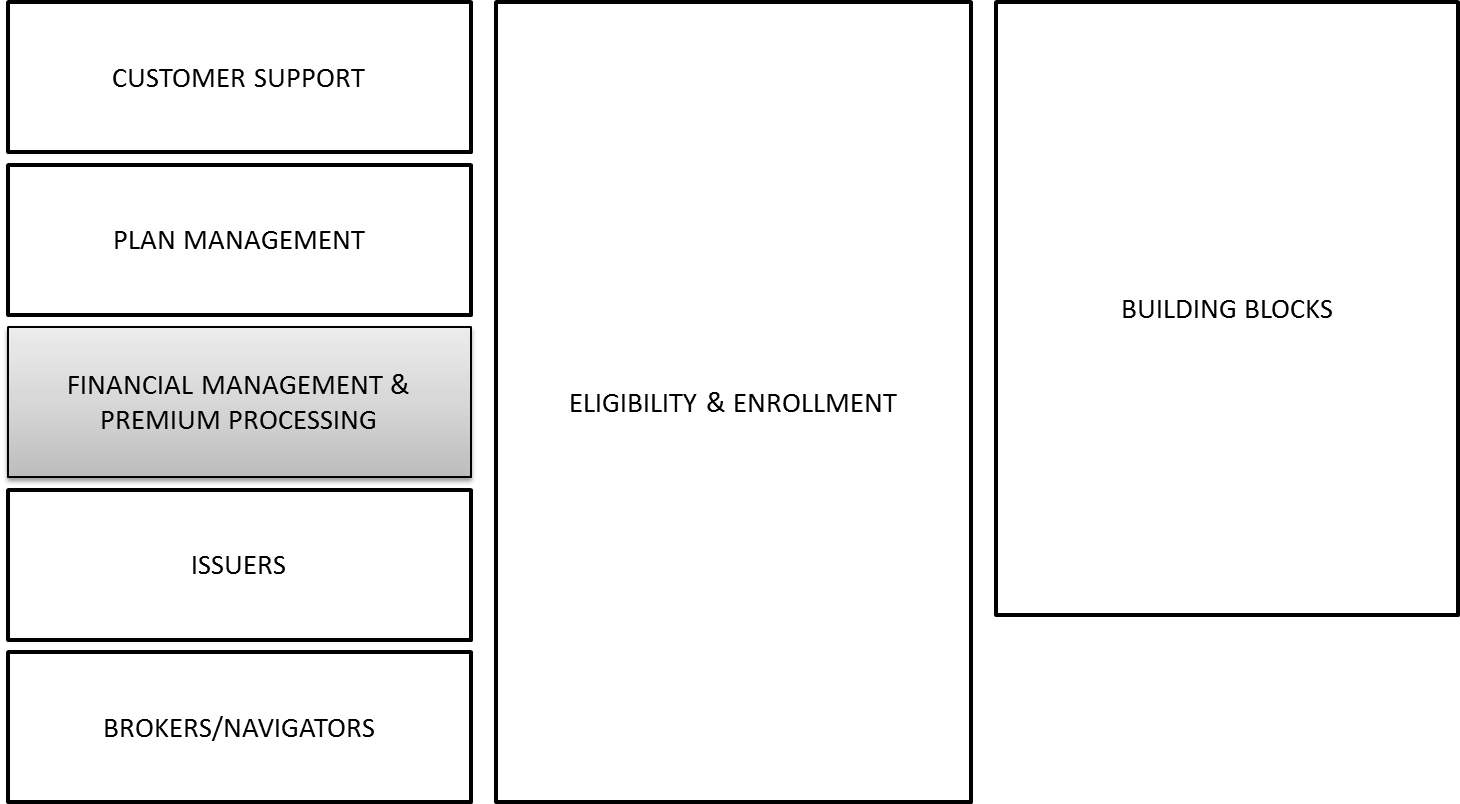 CUSTOMER SUPPORT
PLAN MANAGEMENT
FINANCIAL MANAGEMENT &
PREMIUM PROCESSING
ISSUERS
BROKERS/NAVIGATORS
ELIGIBILITY & ENROLLMENT
BUILDING BLOCKS